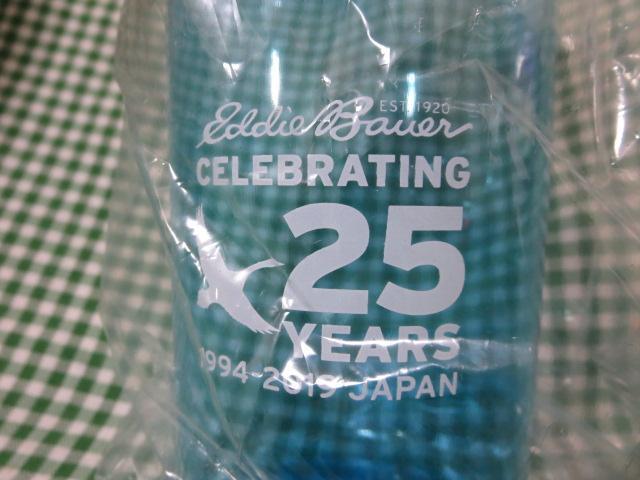 EST. 1920
Eddie Bauer
CELEBRATING
25
YEARS
1994-2019 JAPAN